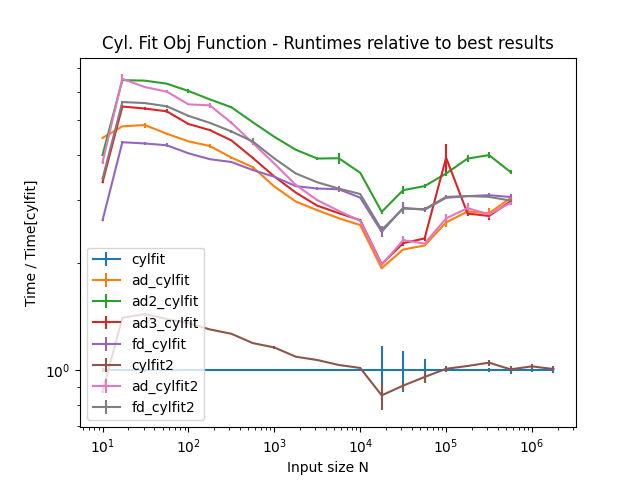 Cyl. Fit Obj Function - Runtimes relative to best results
Time / Time[cylfit]
10⁰
cylfit
ad_cylfit
ad2_cylfit
ad3_cylfit
fd_cylfit
cylfit2
ad_cylfit2
fd_cylfit2
10¹ 10² 10³ 10⁴ 10⁵ 10⁶
Input size N